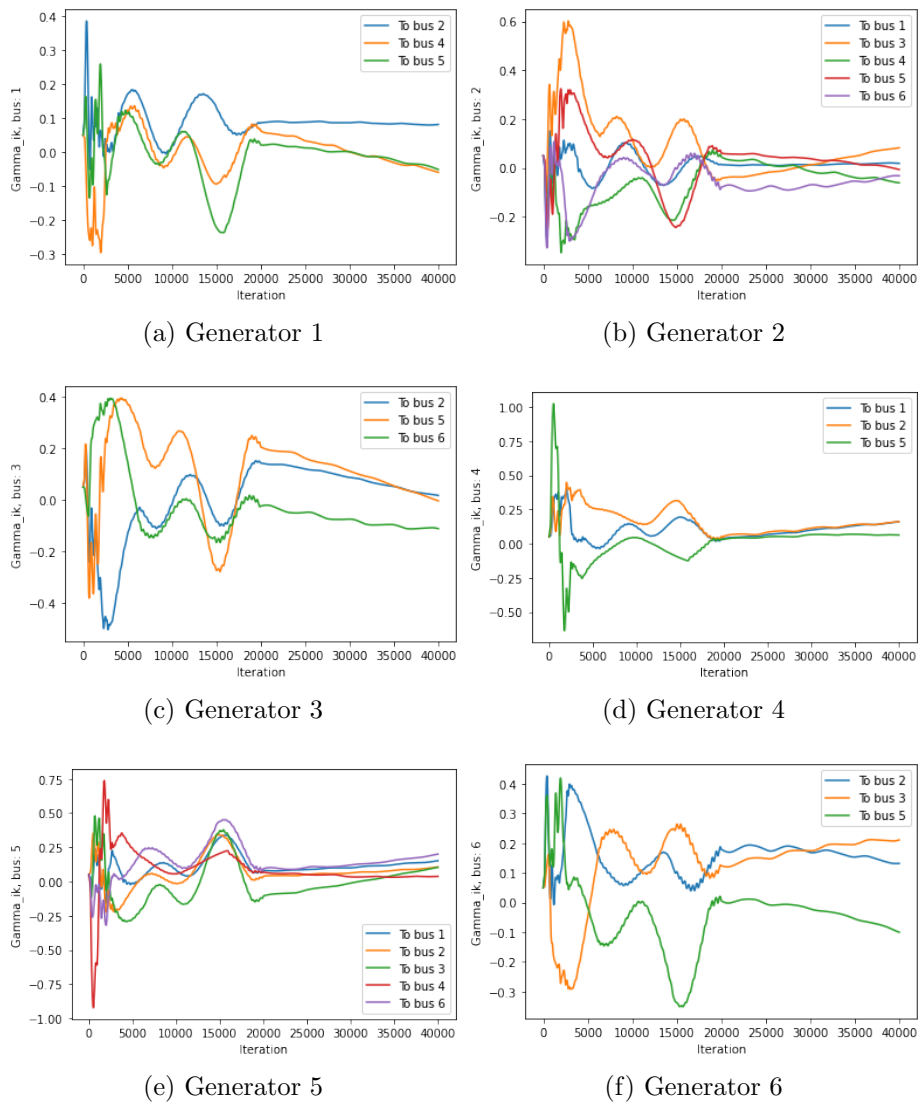 Gamma_ik, bus: 1
0.4
0.3
0.2
0.1
0.0
−0.1
−0.2
−0.3
To bus 2
To bus 4
To bus 5
0 5000 10000 15000 20000 25000 30000 35000 40000
Iteration
(a) Generator 1
Gamma_ik, bus: 2
0.6
0.4
0.2
0.0
−0.2
To bus 1
To bus 3
To bus 4
To bus 5
To bus 6
0 5000 10000 15000 20000 25000 30000 35000 40000
Iteration
(b) Generator 2
Gamma_ik, bus: 3
0.4
0.2
0.0
−0.2
−0.4
To bus 2
To bus 5
To bus 6
0 5000 10000 15000 20000 25000 30000 35000 40000
Iteration
(c) Generator 3
Gamma_ik, bus: 4
1.00
0.75
0.50
0.25
0.00
−0.25
−0.50
To bus 1
To bus 2
To bus 5
0 5000 10000 15000 20000 25000 30000 35000 40000
Iteration
(d) Generator 4
Gamma_ik, bus: 5
0.75
0.50
0.25
0.00
−0.25
−0.50
−0.75
−1.00
To bus 1
To bus 2
To bus 3
To bus 4
To bus 6
0 5000 10000 15000 20000 25000 30000 35000 40000
Iteration
(e) Generator 5
Gamma_ik, bus: 6
0.4
0.3
0.2
0.1
0.0
−0.1
−0.2
−0.3
To bus 2
To bus 3
To bus 5
0 5000 10000 15000 20000 25000 30000 35000 40000
Iteration
(f) Generator 6